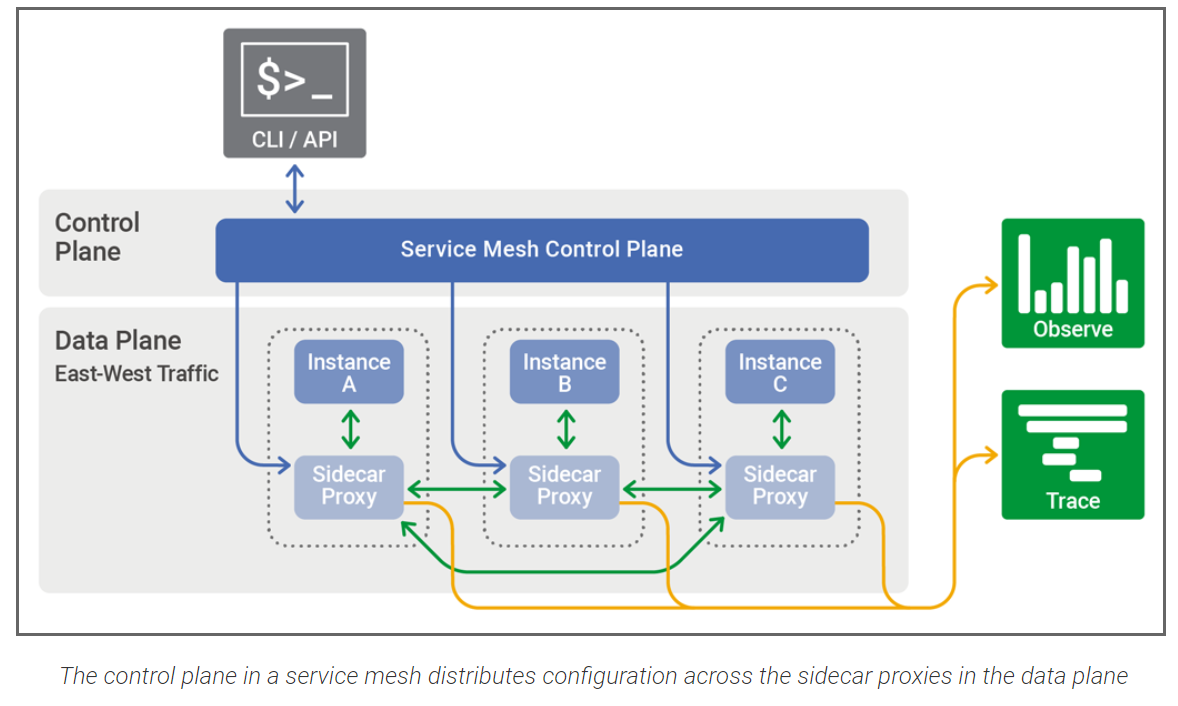 $>_
CLI / API
Control
Plane
Service Mesh Control Plane
Data Plane
East-West Traffic
Instance
A
Instance
B
Instance
C
Sidecar
Proxy
Sidecar
Proxy
Sidecar
Proxy
Observe
Trace
The control plane in a service mesh distributes configuration across the sidecar proxies in the data plane